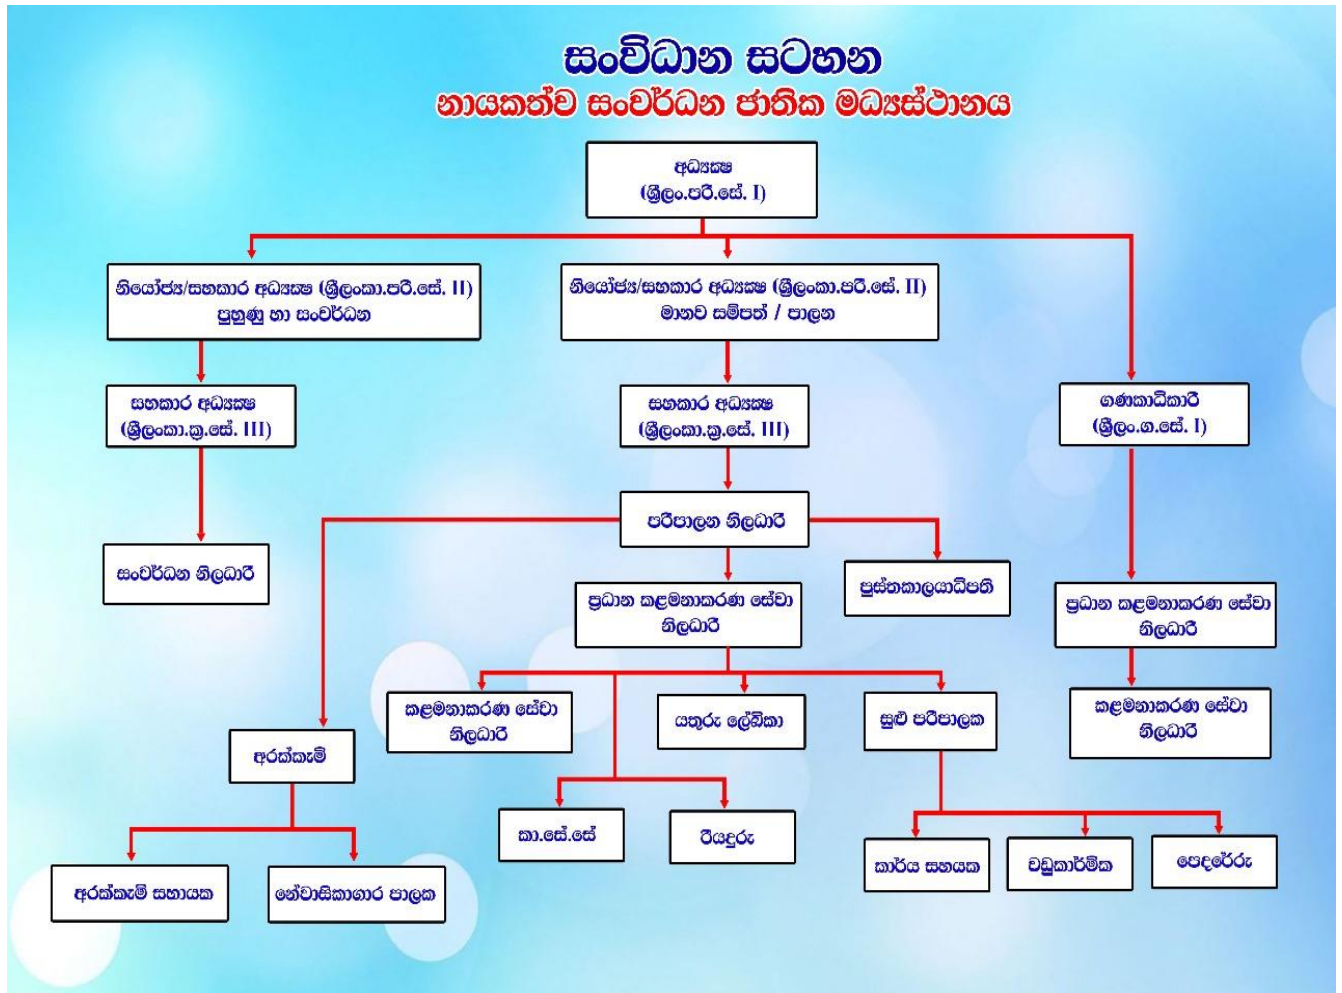 සංවිධාන සටහන
නායකත්ව සංවර්ධන ජාතික මධ්‍යස්ථානය
අධ්‍යක්ෂ
(ශ්‍රීලං.පරි.සේ. I)
නියෝජ්‍ය/සහකාර අධ්‍යක්ෂ (ශ්‍රීලංකා.පරි.සේ. II)
පුහුණු හා සංවර්ධන
නියෝජ්‍ය/සහකාර අධ්‍යක්ෂ (ශ්‍රීලංකා.පරි.සේ. II)
මානව සම්පත් / පාලන
සහකාර අධ්‍යක්ෂ
(ශ්‍රීලංකා.ක්‍ර.සේ. III)
සහකාර අධ්‍යක්ෂ
(ශ්‍රීලංකා.ක්‍ර.සේ. III)
ගණකාධිකාරී
(ශ්‍රීලං.ග.සේ. I)
පරිපාලන නිලධාරී
සංවර්ධන නිලධාරී
පුස්තකාලයාධිපති
ප්‍රධාන කළමනාකරණ සේවා
නිලධාරී
ප්‍රධාන කළමනාකරණ සේවා
නිලධාරී
කළමනාකරණ සේවා
නිලධාරී
යතුරු ලේඛිකා
සුළු පරිපාලක
කළමනාකරණ සේවා
නිලධාරී
අරක්කැමි
කා.සේ.සේ
රියදුරු
කාර්ය සහයක
වඩුකාර්මික
පෙදරේරු
අරක්කැමි සහායක
නේවාසිකාගාර පාලක